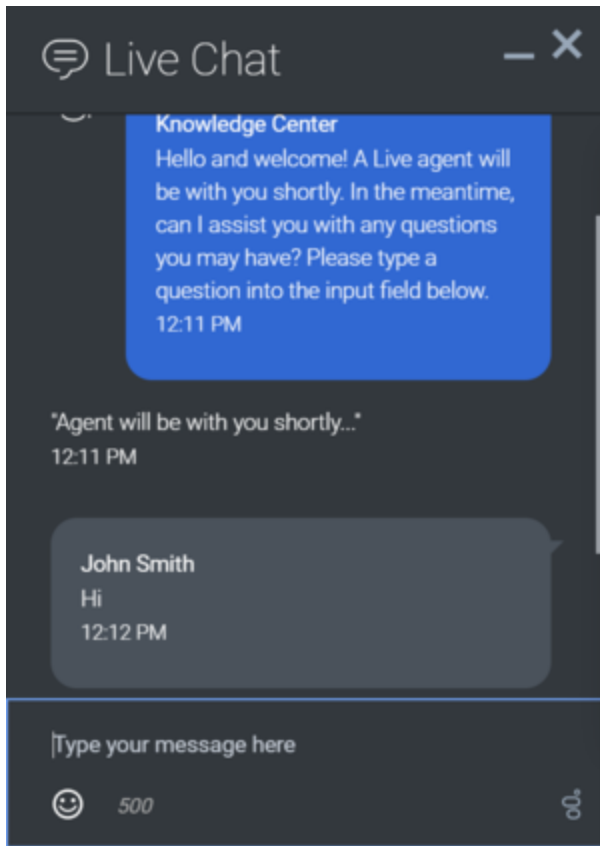 Live Chat
Knowledge Center
Hello and welcome! A Live agent will
be with you shortly. In the meantime,
can I assist you with any questions
you may have? Please type a
question into the input field below.
12:11 PM
"Agent will be with you shortly..."
12:11 PM
John Smith
Hi
12:12 PM
Type your message here
500